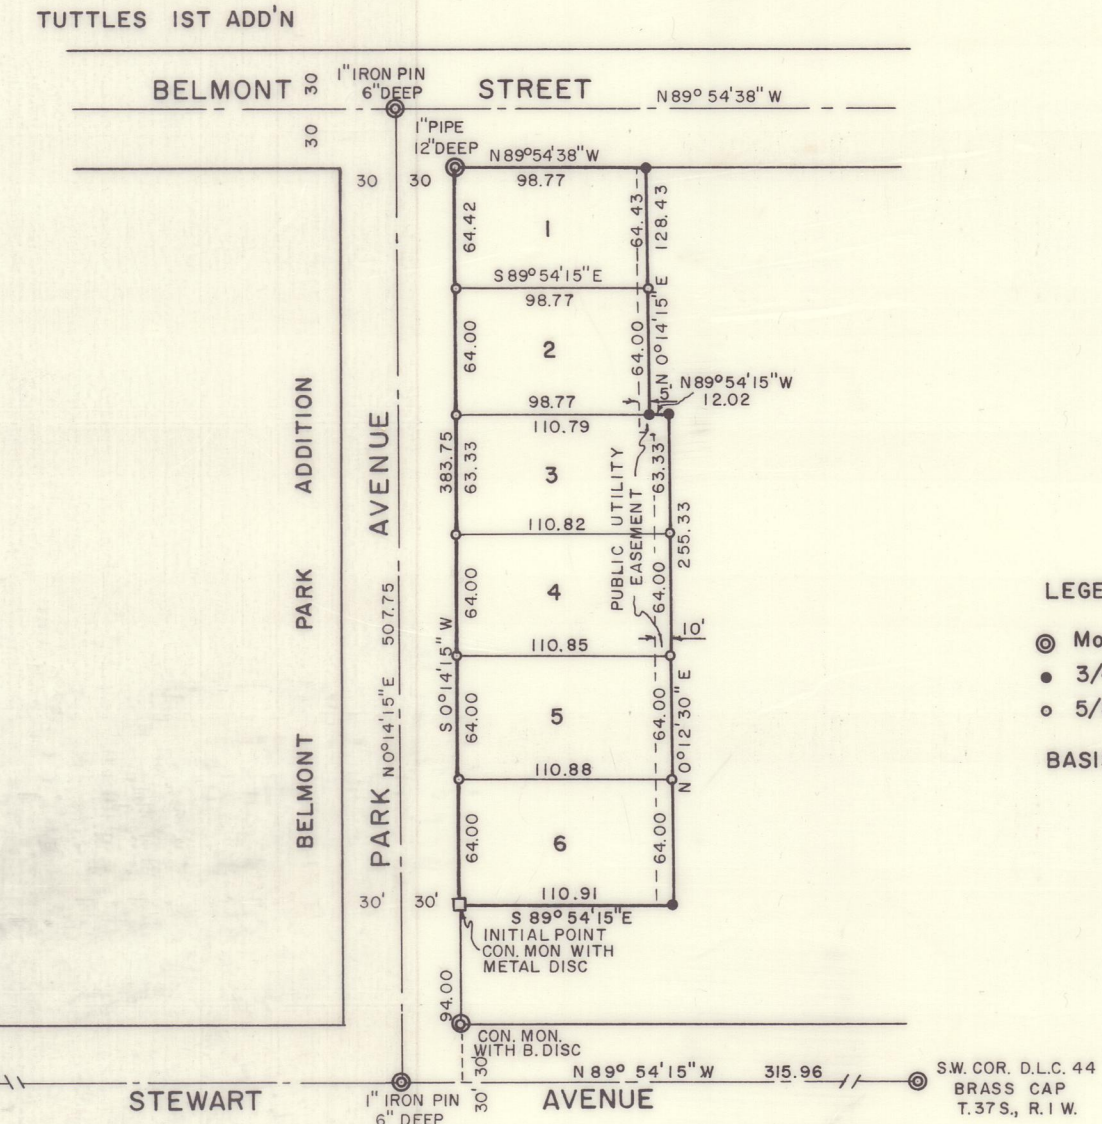 TUTTLES 1ST ADD'N
BELMONT STREET
30
30
1" IRON PIN
6" DEEP
N 89° 54' 38" W
1" PIPE
12" DEEP
N 89° 54' 38" W
98.77
30 30
64.42
1
64.43
128.43
S 89° 54' 15" E
98.77
64.00
2
64.00
N 0° 14' 15" E
98.77
5'
N 89° 54' 15" W
12.02
110.79
383.75
63.33
3
63.33
255.33
PUBLIC UTILITY
EASEMENT
110.82
64.00
4
64.00
10'
110.85
S 0° 14' 15" W
64.00
5
64.00
N 0° 12' 30" E
110.88
64.00
6
64.00
110.91
S 89° 54' 15" E
BELMONT PARK ADDITION
PARK AVENUE
N 0° 14' 15" E 507.75
30' 30'
INITIAL POINT
CON. MON WITH
METAL DISC
94.00
CON. MON.
WITH B. DISC
30'
30'
N 89° 54' 15" W 315.96
STEWART AVENUE
1" IRON PIN
6" DEEP
S.W. COR. D.L.C. 44
BRASS CAP
T. 37 S., R. 1 W.
LEGE
Mo
3/
5/
BASI